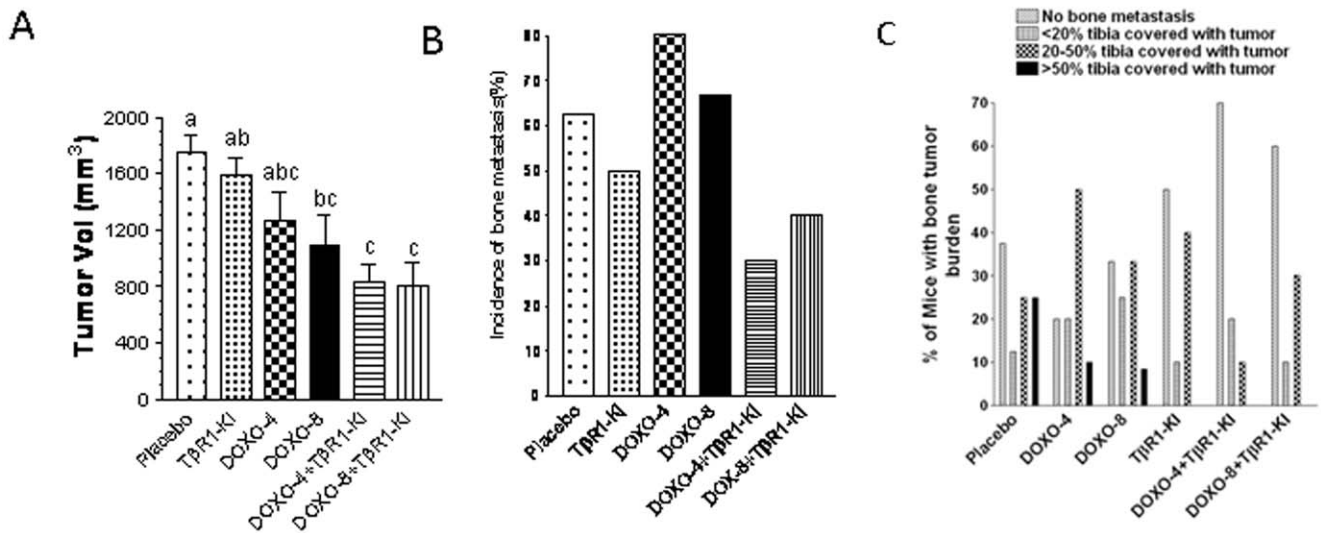 A
Tumor Vol (mm³)
2000
1600
1200
800
400
0
a
ab
abc
bc
c
c
Placebo
TβR1-KI
DOXO-4
DOXO-8
DOXO-4+TβR1-KI
DOXO-8+TβR1-KI
B
Incidence of bone metastasis(%)
80
70
60
50
40
30
20
10
0
Placebo
TβR1-KI
DOXO-4
DOXO-8
DOXO-4+TβR1-KI
DOX-8+TβR1-KI
C
No bone metastasis
<20% tibia covered with tumor
20-50% tibia covered with tumor
>50% tibia covered with tumor
% of Mice with bone tumor
burden
70
60
50
40
30
20
10
0
Placebo
DOXO-4
DOXO-8
TβR1-KI
DOXO-4+TβR1-KI
DOXO-8+TβR1-KI